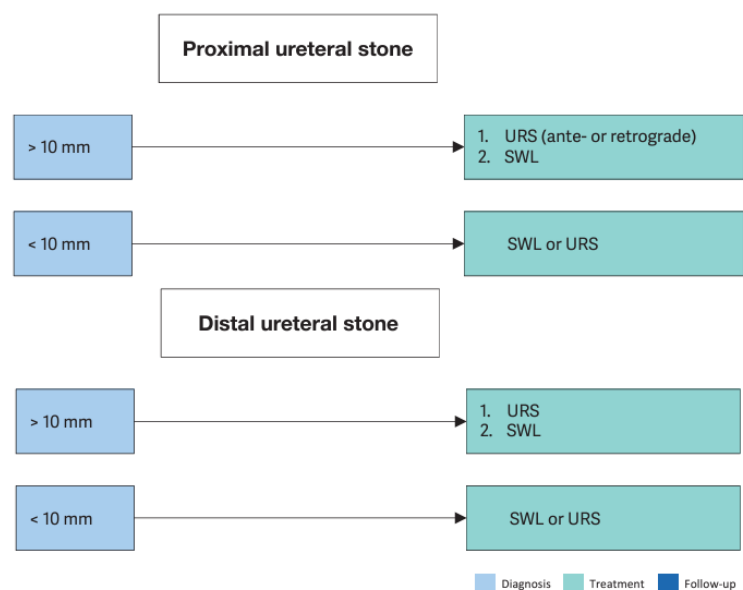 Proximal ureteral stone
> 10 mm
1. URS (ante- or retrograde)
2. SWL
< 10 mm
SWL or URS
Distal ureteral stone
> 10 mm
1. URS
2. SWL
< 10 mm
SWL or URS
Diagnosis Treatment Follow-up